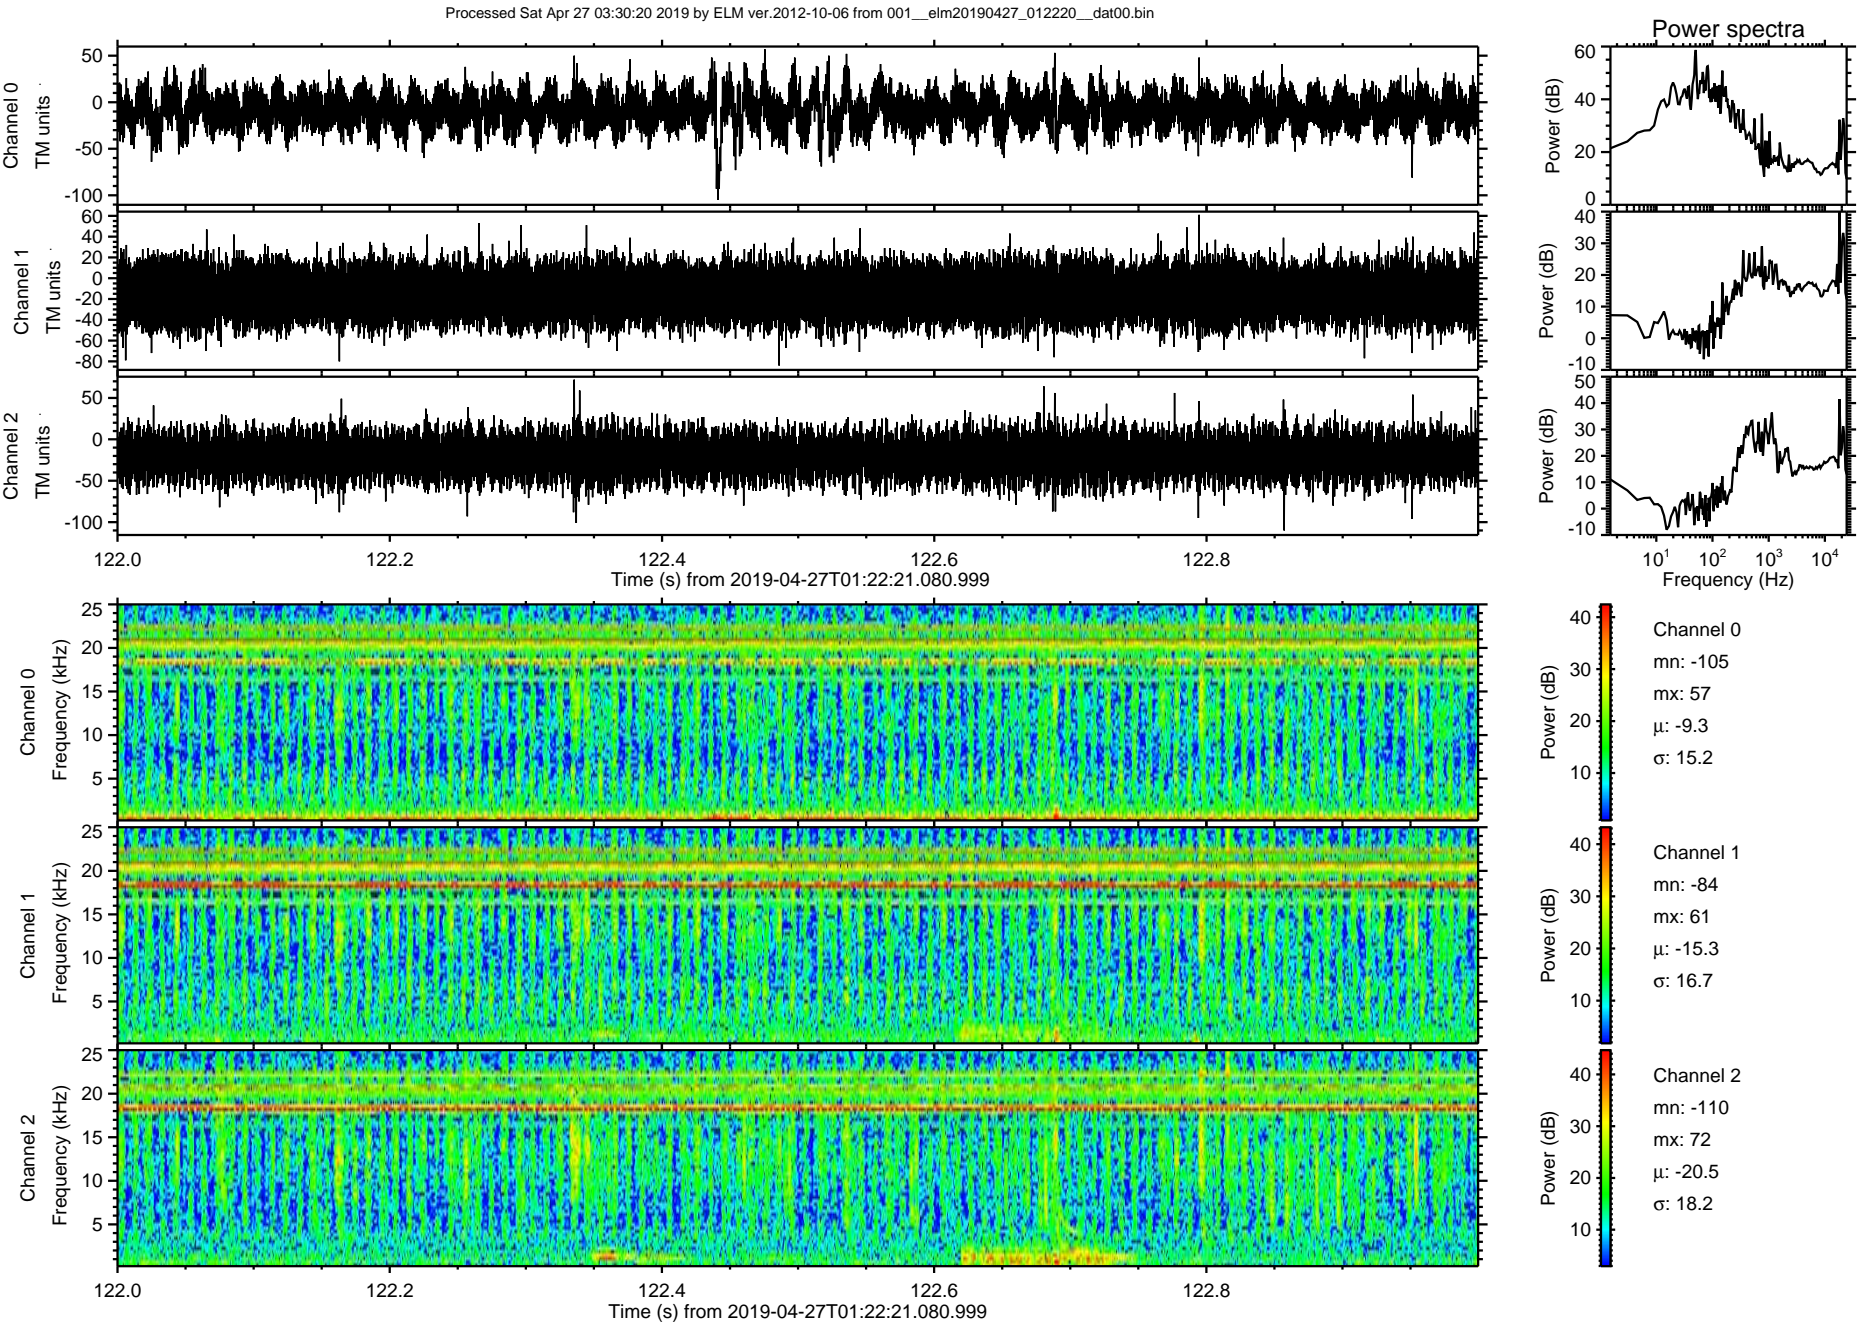 Processed Sat Apr 27 03:30:20 2019 by ELM ver.2012-10-06 from 001__elm20190427_012220__dat00.bin
Power spectra
Channel 0
TM units
50
0
-50
-100
Power (dB)
60
40
20
0
Channel 1
TM units
60
40
20
0
-20
-40
-60
-80
Power (dB)
40
30
20
10
0
-10
Channel 2
TM units
50
0
-50
-100
Power (dB)
50
40
30
20
10
0
-10
122.0 122.2 122.4 122.6 122.8
Time (s) from 2019-04-27T01:22:21.080.999
10^1 10^2 10^3 10^4
Frequency (Hz)
Channel 0
Frequency (kHz)
25
20
15
10
5
Power (dB)
40
30
20
10
Channel 0
mn: -105
mx: 57
μ: -9.3
σ: 15.2
Channel 1
Frequency (kHz)
25
20
15
10
5
Power (dB)
40
30
20
10
Channel 1
mn: -84
mx: 61
μ: -15.3
σ: 16.7
Channel 2
Frequency (kHz)
25
20
15
10
5
Power (dB)
40
30
20
10
Channel 2
mn: -110
mx: 72
μ: -20.5
σ: 18.2
122.0 122.2 122.4 122.6 122.8
Time (s) from 2019-04-27T01:22:21.080.999